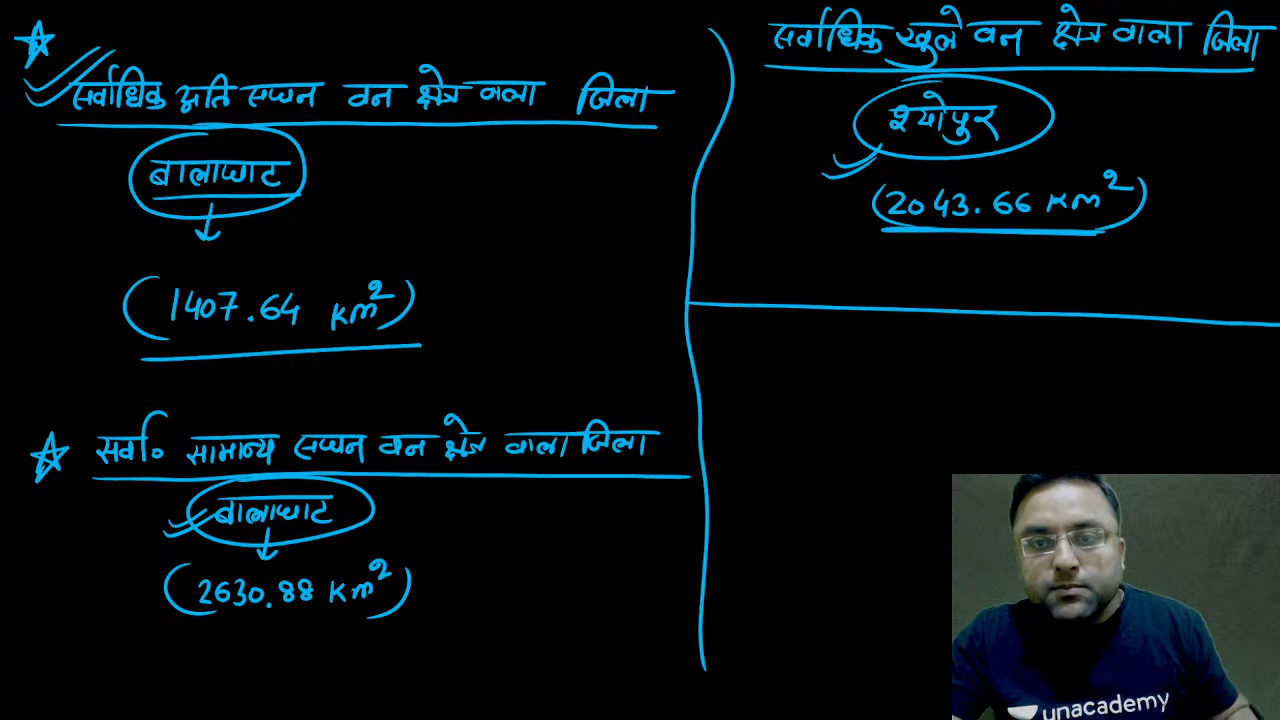 सर्वाधिक अति सघन वन क्षेत्र वाला जिला
बालाघाट
(1407.64 km²)
सर्वा॰ सामान्य सघन वन क्षेत्र वाला जिला
बालाघाट
(2630.88 km²)
सर्वाधिक खुले वन क्षेत्र वाला जिला
श्योपुर
(2043.66 km²)
unacademy